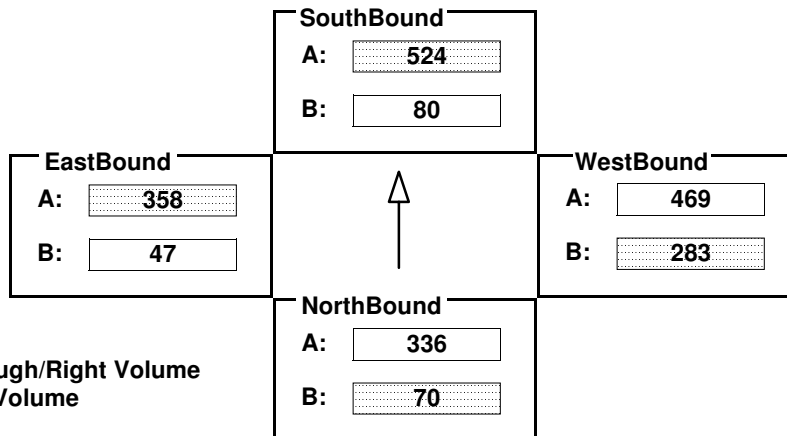 SouthBound
A: 524
B: 80
EastBound
A: 358
B: 47
WestBound
A: 469
B: 283
NorthBound
A: 336
B: 70
ugh/Right Volume
Volume